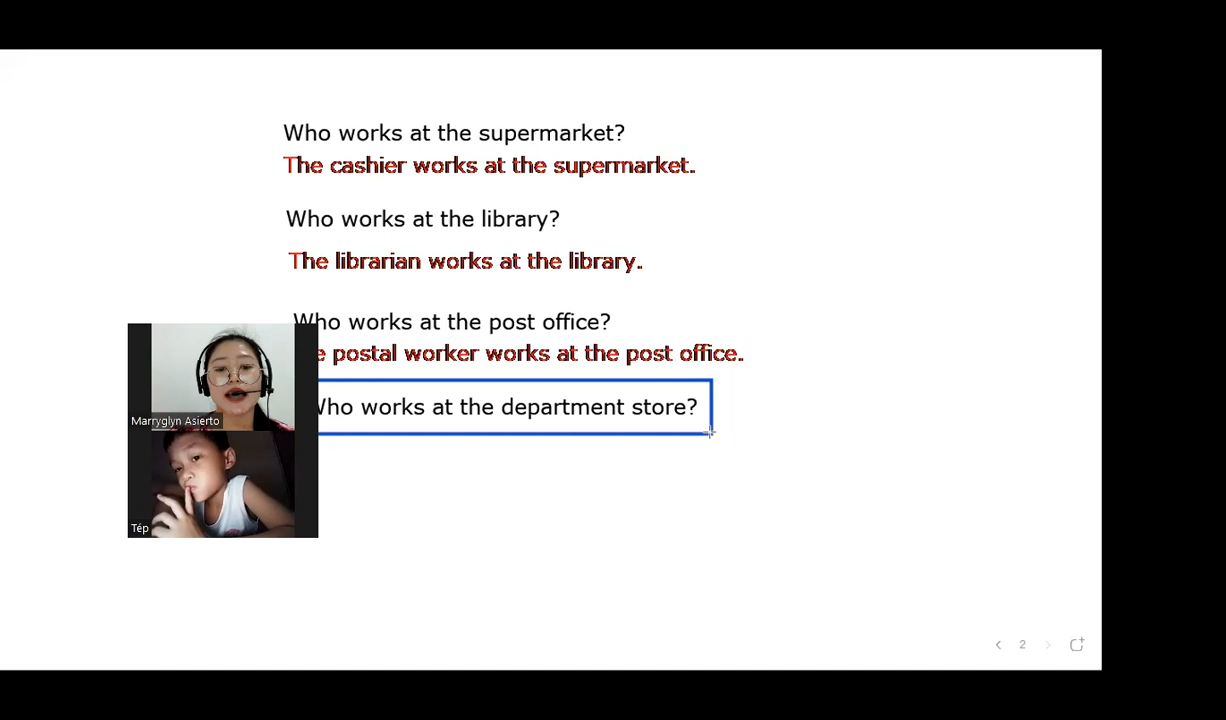 Who works at the supermarket?
The cashier works at the supermarket.
Who works at the library?
The librarian works at the library.
Who works at the post office?
postal worker works at the post office.
Who works at the department store?
Marryglyn Asierto
Tép
2